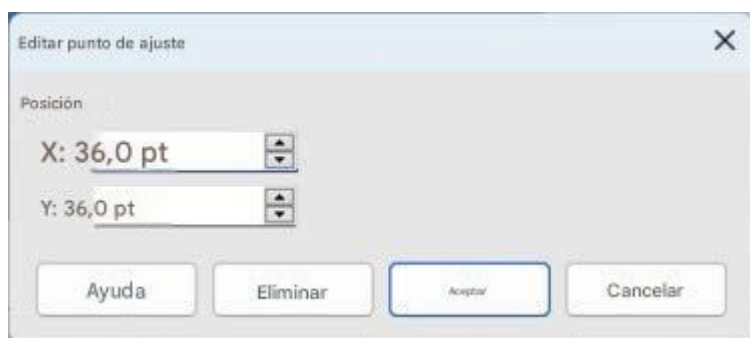 Editar punto de ajuste
Posición
X: 36,0 pt
Y: 36,0 pt
Ayuda Eliminar Aceptar Cancelar